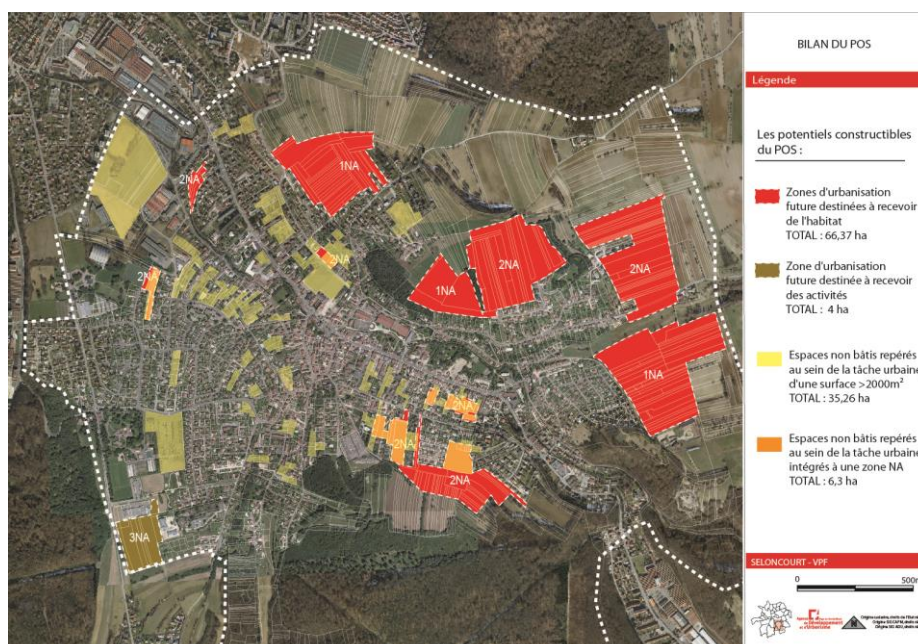 BILAN DU POS
Légende
Les potentiels constructibles
du POS :
Zones d'urbanisation
future destinées à recevoir
de l'habitat
TOTAL : 66,37 ha
Zone d'urbanisation
future destinée à recevoir
des activités
TOTAL : 4 ha
Espaces non bâtis repérés
au sein de la tâche urbaine
d'une surface >2000m²
TOTAL : 35,26 ha
Espaces non bâtis repérés
au sein de la tâche urbaine
intégrés à une zone NA
TOTAL : 6,3 ha
SELONCOURT - VPF
0 500m
1NA
2NA
2NA
2NA
2NA
1NA
2NA
2NA
1NA
2NA
2NA
2NA
3NA